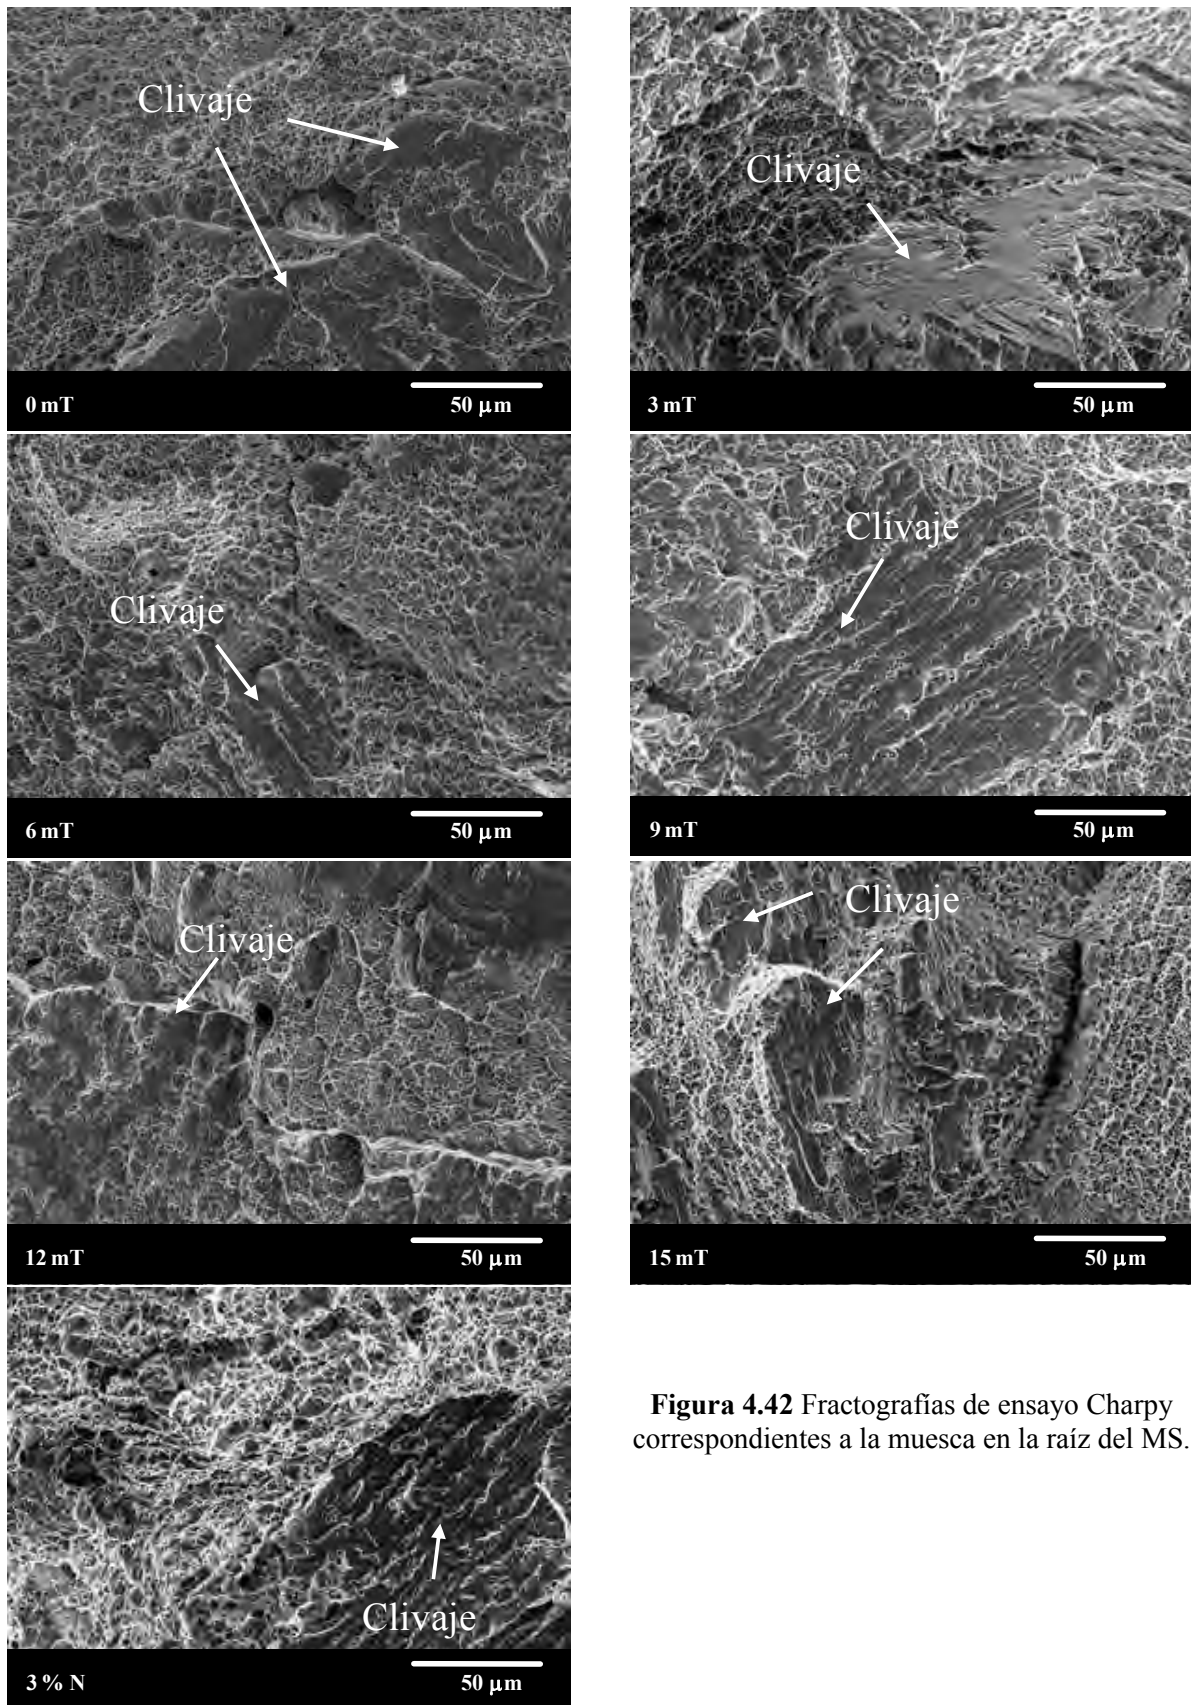 Clivaje
0 mT 50 μm
Clivaje
3 mT 50 μm
Clivaje
6 mT 50 μm
Clivaje
9 mT 50 μm
Clivaje
12 mT 50 μm
Clivaje
15 mT 50 μm
Clivaje
3 % N 50 μm
Figura 4.42 Fractografías de ensayo Charpy
correspondientes a la muesca en la raíz del MS.